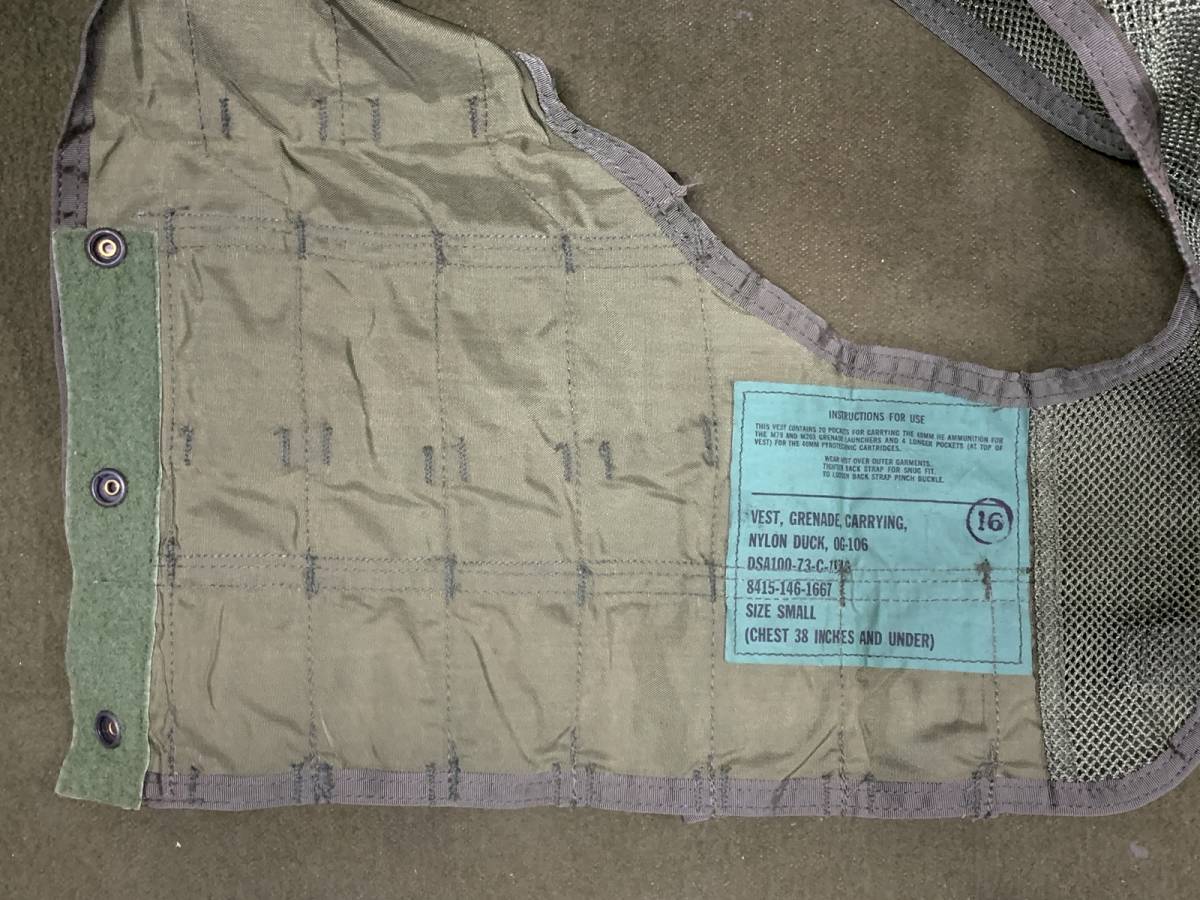 INSTRUCTIONS FOR USE
THIS VEST CONTAINS 20 POCKETS FOR CARRYING THE 40MM HE AMMUNITION FOR
THE M79 AND M203 GRENADE LAUNCHERS AND 4 LONGER POCKETS (AT TOP OF
VEST) FOR THE 40MM PYROTECHNIC CARTRIDGES.
WEAR VEST OVER OUTER GARMENTS.
TIGHTEN BACK STRAP FOR SNUG FIT.
TO LOOSEN BACK STRAP PINCH BUCKLE.
VEST, GRENADE, CARRYING,
16
NYLON DUCK, OG-106
DSA100-73-C-
8415-146-1667
SIZE SMALL
(CHEST 38 INCHES AND UNDER)